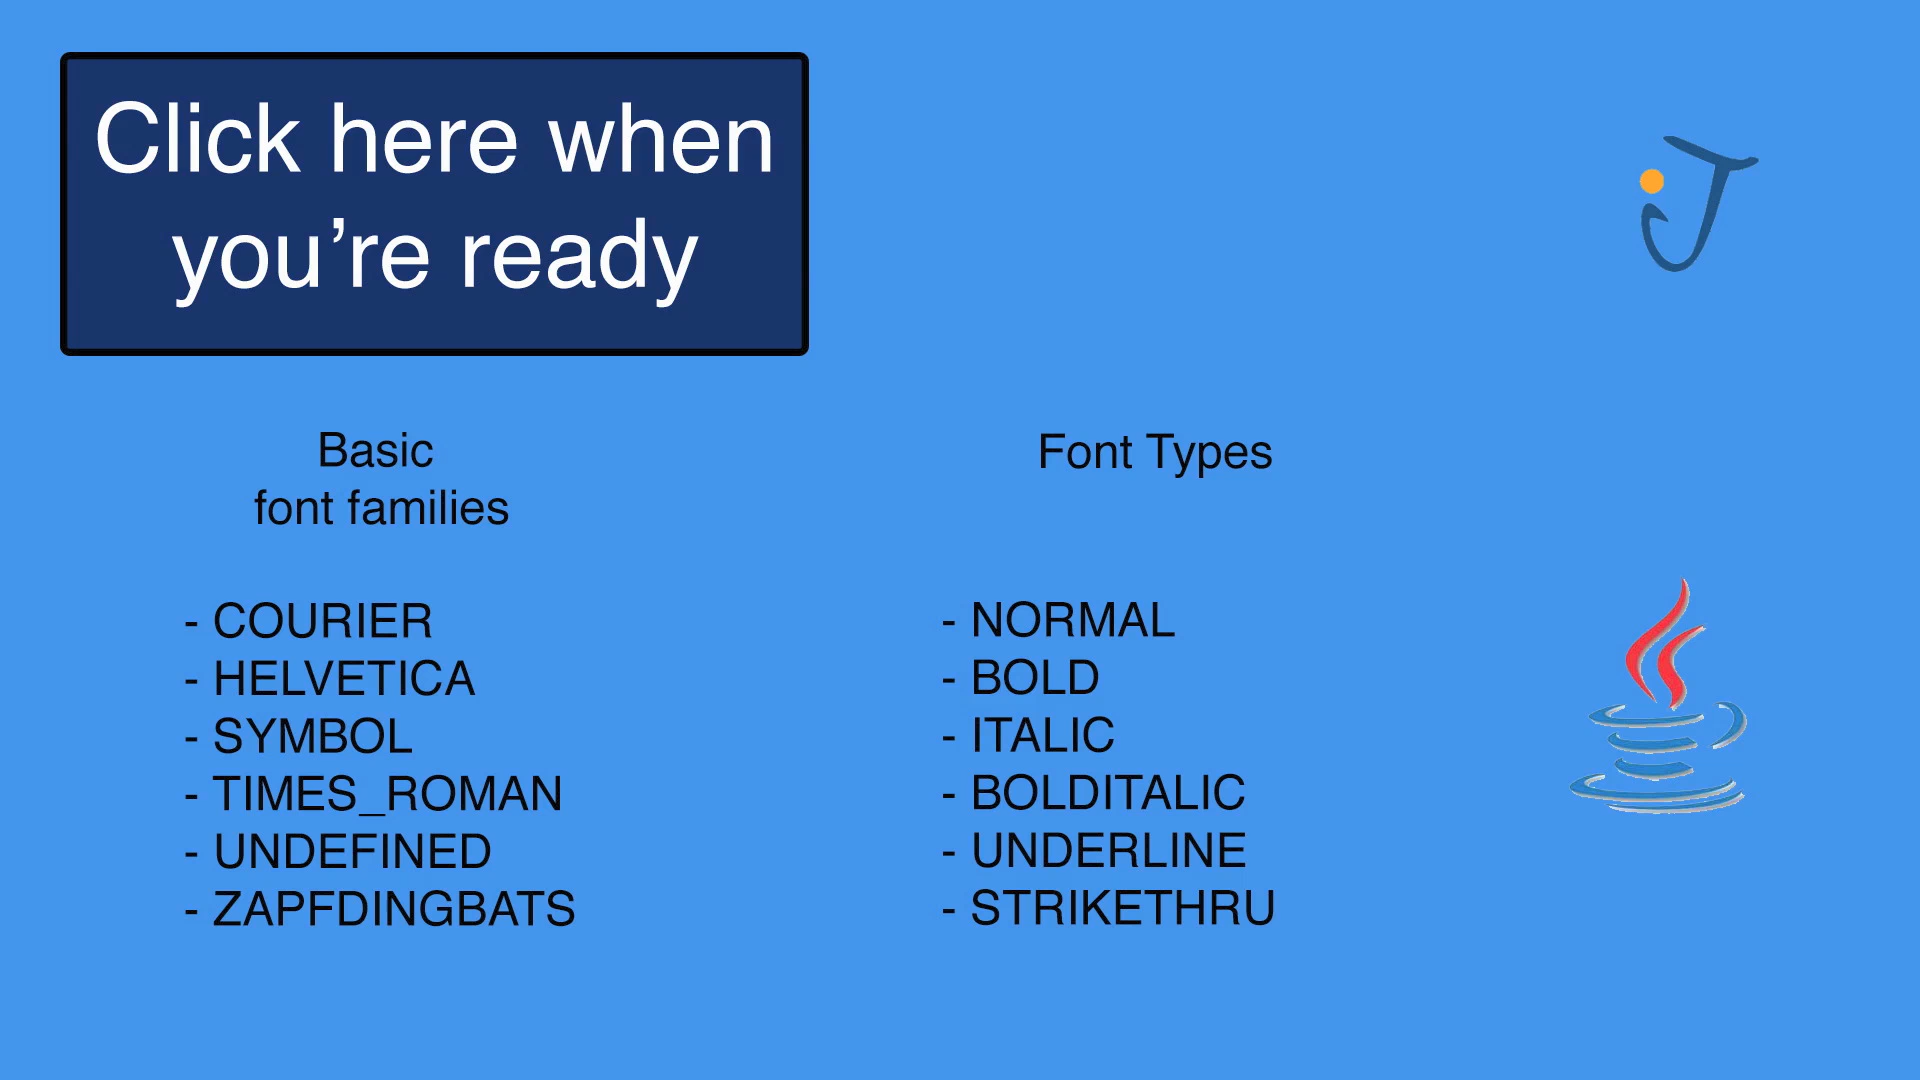 Click here when
you’re ready
Basic
font families
- COURIER
- HELVETICA
- SYMBOL
- TIMES_ROMAN
- UNDEFINED
- ZAPFDINGBATS
Font Types
- NORMAL
- BOLD
- ITALIC
- BOLDITALIC
- UNDERLINE
- STRIKETHRU